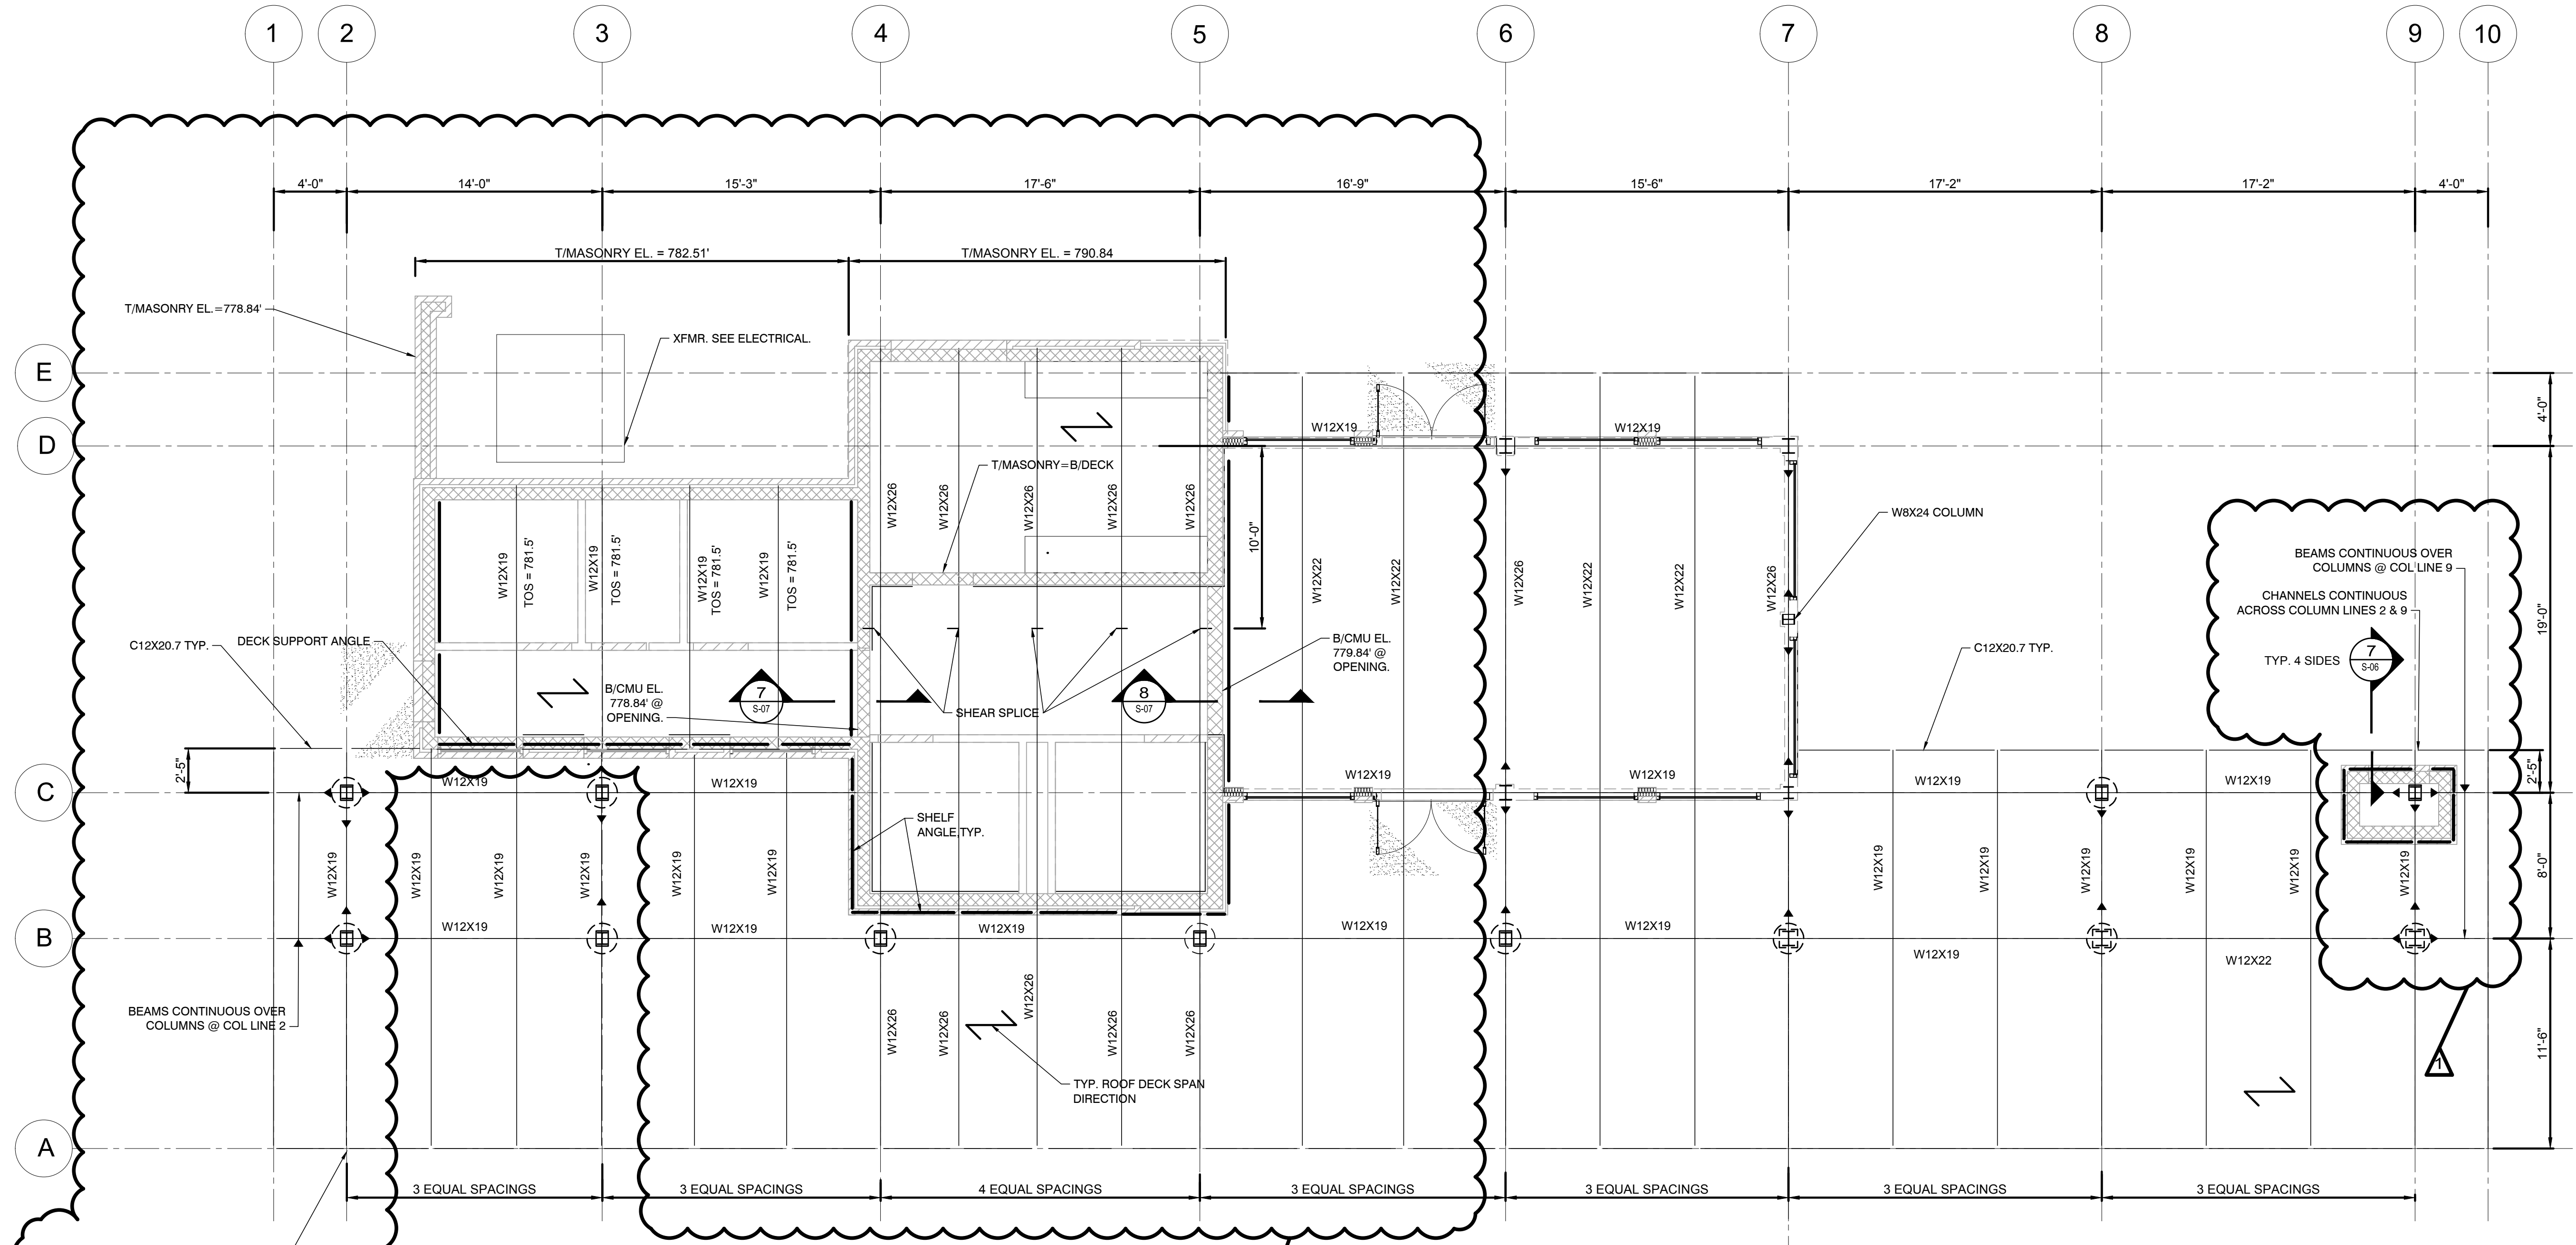 1 2 3 4 5 6 7 8 9 10
4'-0" 14'-0" 15'-3" 17'-6" 16'-9" 15'-6" 17'-2" 17'-2" 4'-0"
T/MASONRY EL. = 782.51'
T/MASONRY EL. = 790.84
T/MASONRY EL.=778.84'
XFMR. SEE ELECTRICAL.
E
4'-0"
D
W12X19
W12X19
T/MASONRY=B/DECK
W12X26
W12X26
W12X26
W12X26
W12X26
10'-0"
W8X24 COLUMN
W12X19
TOS = 781.5'
W12X19
TOS = 781.5'
W12X19
TOS = 781.5'
W12X19
TOS = 781.5'
W12X22
W12X22
W12X26
W12X22
W12X22
W12X26
BEAMS CONTINUOUS OVER
COLUMNS @ COL LINE 9
CHANNELS CONTINUOUS
ACROSS COLUMN LINES 2 & 9
19'-0"
C12X20.7 TYP.
DECK SUPPORT ANGLE
B/CMU EL.
779.84' @
OPENING.
C12X20.7 TYP.
TYP. 4 SIDES
7
S-06
B/CMU EL.
778.84' @
OPENING.
7
S-07
SHEAR SPLICE
8
S-07
2'-5"
2'-5"
C
W12X19
W12X19
W12X19
W12X19
W12X19
W12X19
SHELF
ANGLE,TYP.
W12X19
W12X19
W12X19
W12X19
W12X19
W12X19
W12X19
W12X19
W12X19
W12X19
W12X19
W12X19
8'-0"
B
W12X19
W12X19
W12X19
W12X19
W12X19
W12X19
W12X22
BEAMS CONTINUOUS OVER
COLUMNS @ COL LINE 2
W12X26
W12X26
W12X26
W12X26
W12X26
11'-6"
1
TYP. ROOF DECK SPAN
DIRECTION
A
3 EQUAL SPACINGS 3 EQUAL SPACINGS 4 EQUAL SPACINGS 3 EQUAL SPACINGS 3 EQUAL SPACINGS 3 EQUAL SPACINGS 3 EQUAL SPACINGS